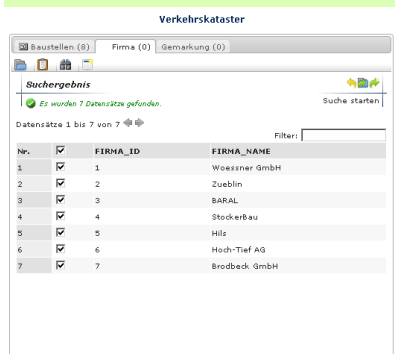 Verkehrskataster
Baustellen (8) Firma (0) Gemarkung (0)
Suchergebnis
Es wurden 7 Datensätze gefunden. Suche starten
Datensätze 1 bis 7 von 7
Filter:
Nr. FIRMA_ID FIRMA_NAME
1 1 Woessner GmbH
2 2 Zueblin
3 3 BARAL
4 4 StockerBau
5 5 Hils
6 6 Hoch-Tief AG
7 7 Brodbeck GmbH